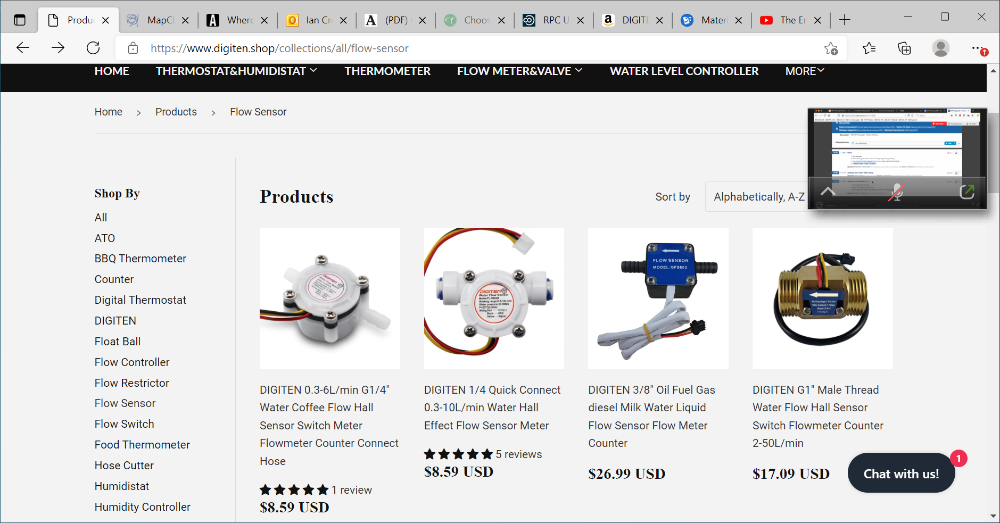 Produ
MapC
Where
Ian Cr
(PDF)
Choos
RPC U
DIGITE
Materi
The Er
https://www.digiten.shop/collections/all/flow-sensor
HOME THERMOSTAT&HUMIDISTAT THERMOMETER FLOW METER&VALVE WATER LEVEL CONTROLLER MORE
Home › Products › Flow Sensor
Shop By
All
ATO
BBQ Thermometer
Counter
Digital Thermostat
DIGITEN
Float Ball
Flow Controller
Flow Restrictor
Flow Sensor
Flow Switch
Food Thermometer
Hose Cutter
Humidistat
Humidity Controller
Products
Sort by Alphabetically, A-Z
DIGITEN
Water Flow Sensor
FLOW SENSOR
MODEL:GFS603
DIGITEN 0.3-6L/min G1/4"
Water Coffee Flow Hall
Sensor Switch Meter
Flowmeter Counter Connect
Hose
1 review
$8.59 USD
DIGITEN 1/4 Quick Connect
0.3-10L/min Water Hall
Effect Flow Sensor Meter
5 reviews
$8.59 USD
DIGITEN 3/8" Oil Fuel Gas
diesel Milk Water Liquid
Flow Sensor Flow Meter
Counter
$26.99 USD
DIGITEN G1" Male Thread
Water Flow Hall Sensor
Switch Flowmeter Counter
2-50L/min
$17.09 USD
Chat with us!
1